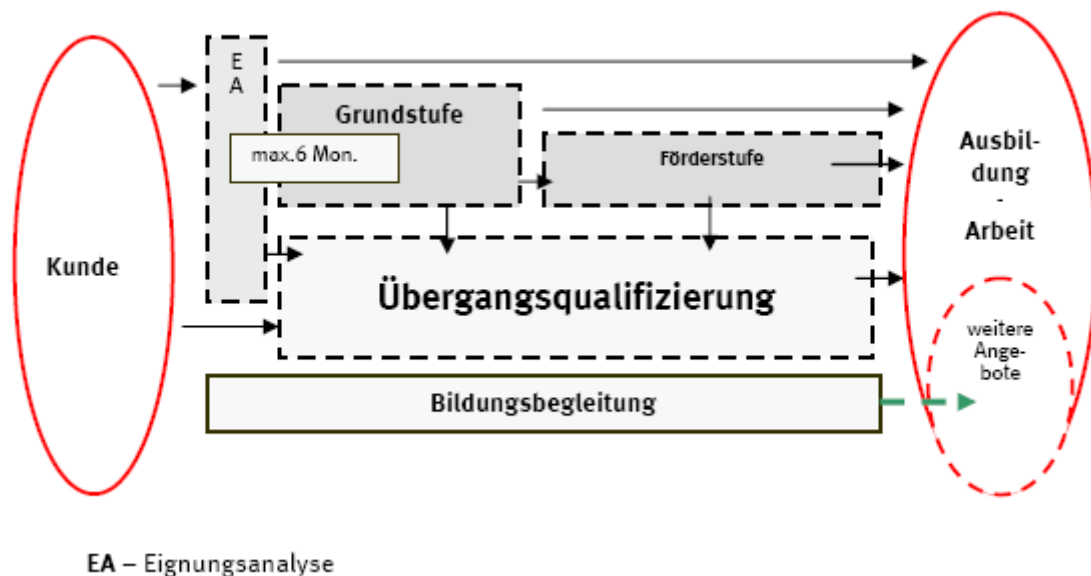 E
A
Grundstufe
max.6 Mon.
Förderstufe
Kunde
Übergangsqualifizierung
Bildungsbegleitung
Ausbil-
dung
-
Arbeit
weitere
Ange-
bote
EA – Eignungsanalyse